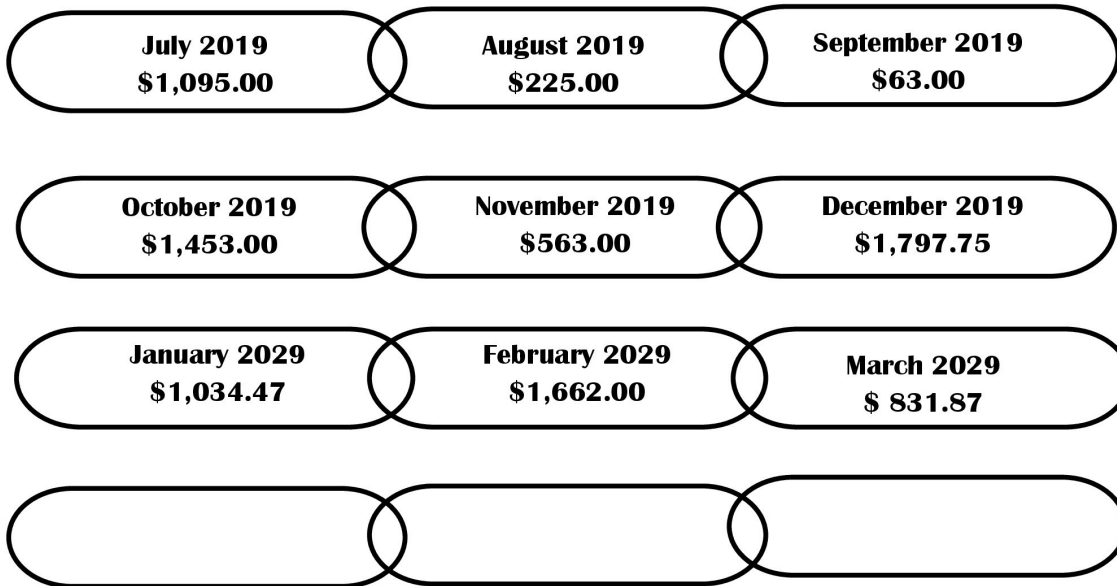 July 2019
$1,095.00
August 2019
$225.00
September 2019
$63.00
October 2019
$1,453.00
November 2019
$563.00
December 2019
$1,797.75
January 2029
$1,034.47
February 2029
$1,662.00
March 2029
$ 831.87